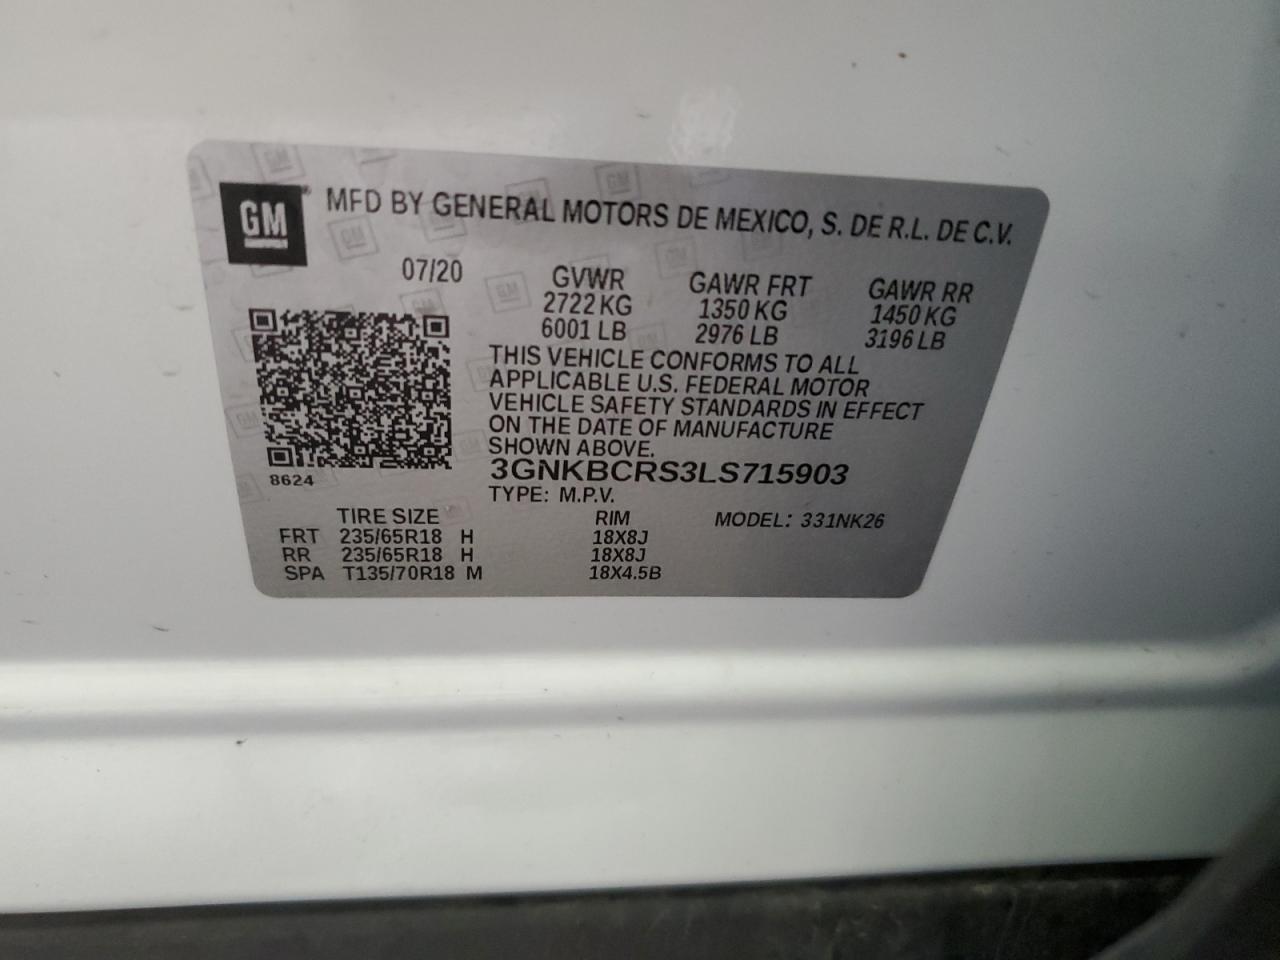 GM
MFD BY GENERAL MOTORS DE MEXICO, S. DE R.L. DE C.V.
07/20 GVWR GAWR FRT GAWR RR
2722 KG 1350 KG 1450 KG
6001 LB 2976 LB 3196 LB
THIS VEHICLE CONFORMS TO ALL
APPLICABLE U.S. FEDERAL MOTOR
VEHICLE SAFETY STANDARDS IN EFFECT
ON THE DATE OF MANUFACTURE
SHOWN ABOVE.
3GNKBCRS3LS715903
8624
TYPE: M.P.V.
TIRE SIZE RIM MODEL: 331NK26
FRT 235/65R18 H 18X8J
RR 235/65R18 H 18X8J
SPA T135/70R18 M 18X4.5B